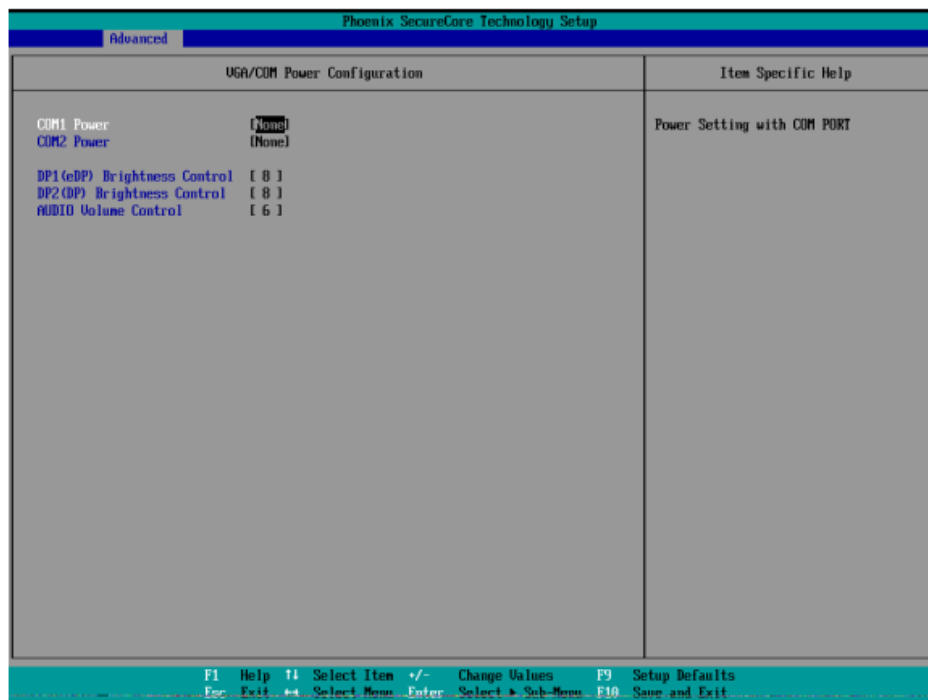 Phoenix SecureCore Technology Setup
Advanced
VGA/COM Power Configuration
Item Specific Help
COM1 Power [None]
COM2 Power [None]
DP1(eDP) Brightness Control [ 8 ]
DP2(DP) Brightness Control [ 8 ]
AUDIO Volume Control [ 6 ]
Power Setting with COM PORT
F1 Help ↑↓ Select Item +/- Change Values F9 Setup Defaults
Esc Exit ↔ Select Menu Enter Select ▶ Sub-Menu F10 Save and Exit